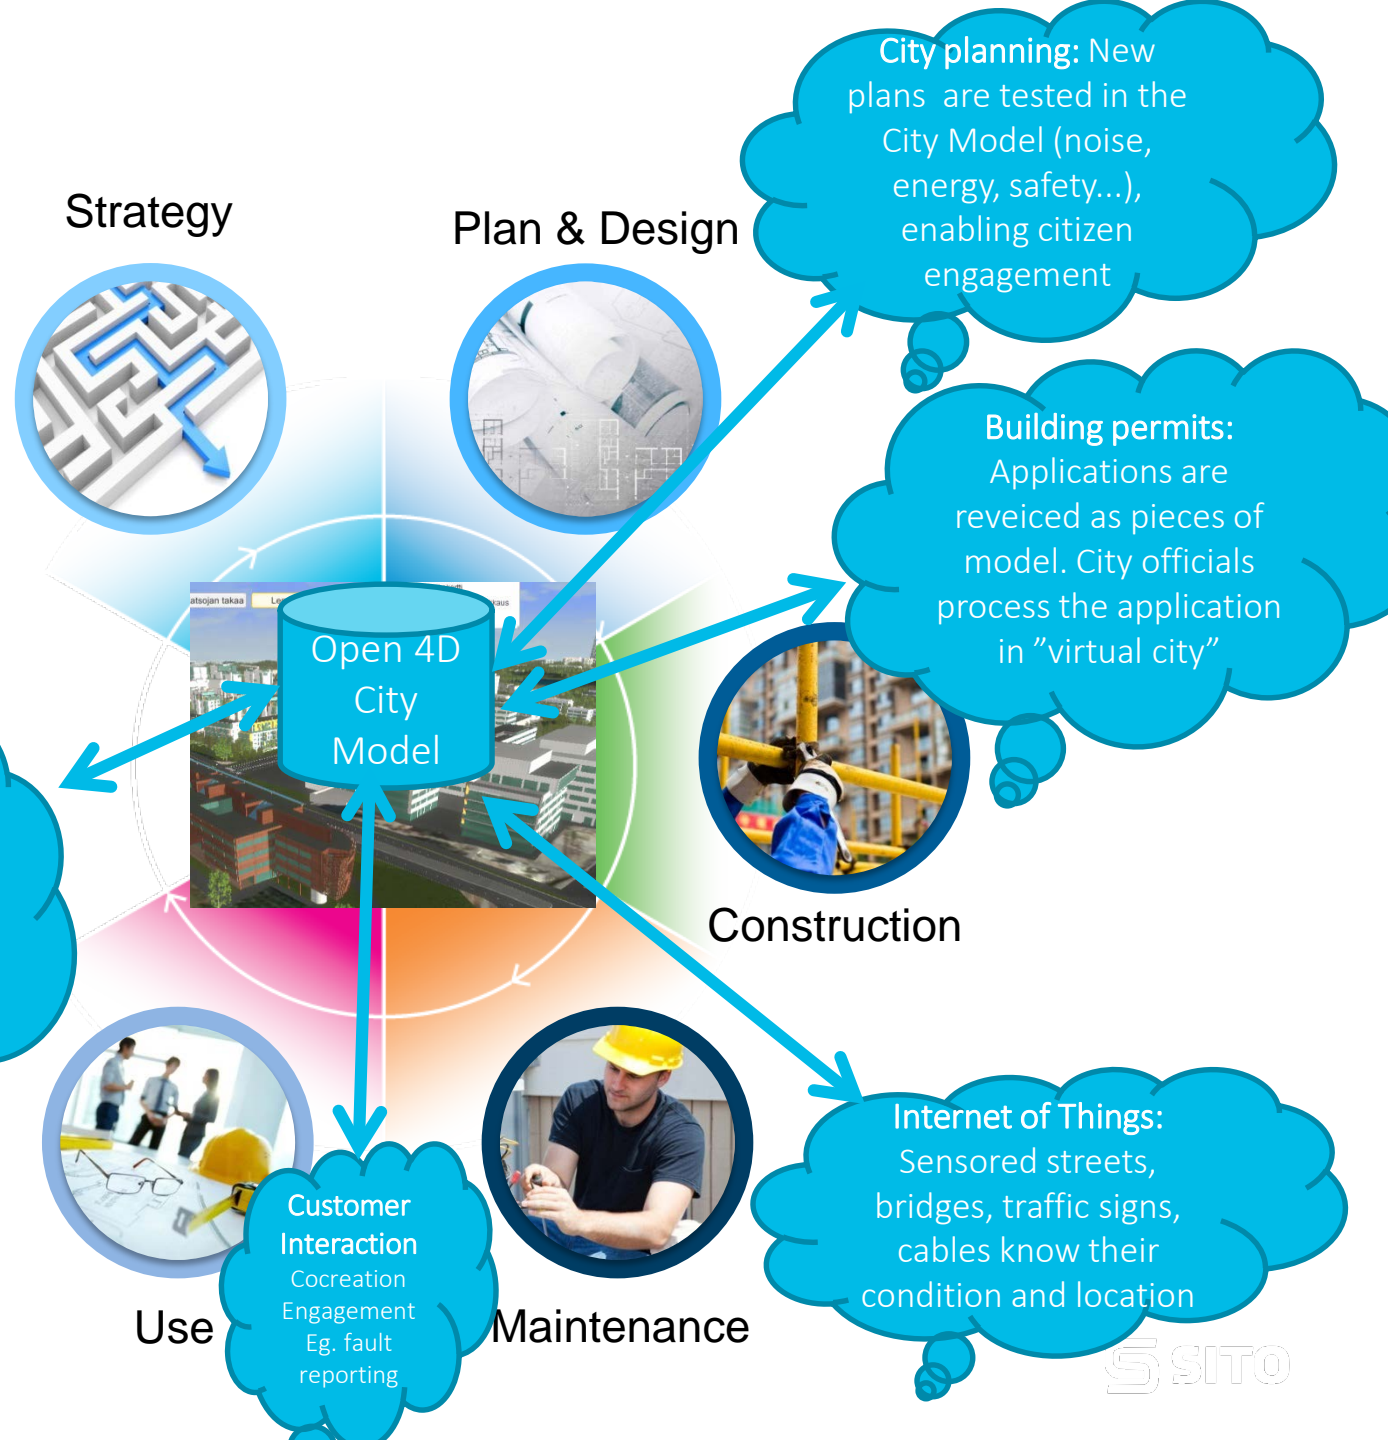 City planning: New
plans are tested in the
City Model (noise,
energy, safety...),
enabling citizen
engagement
Strategy
Plan & Design
Building permits:
Applications are
reveiced as pieces of
model. City officials
process the application
in ”virtual city”
atsojan takaa
Open 4D
City
Model
Construction
Internet of Things:
Sensored streets,
bridges, traffic signs,
cables know their
condition and location
Customer
Interaction
Cocreation
Engagement
Eg. fault
reporting
Use
Maintenance
SITO